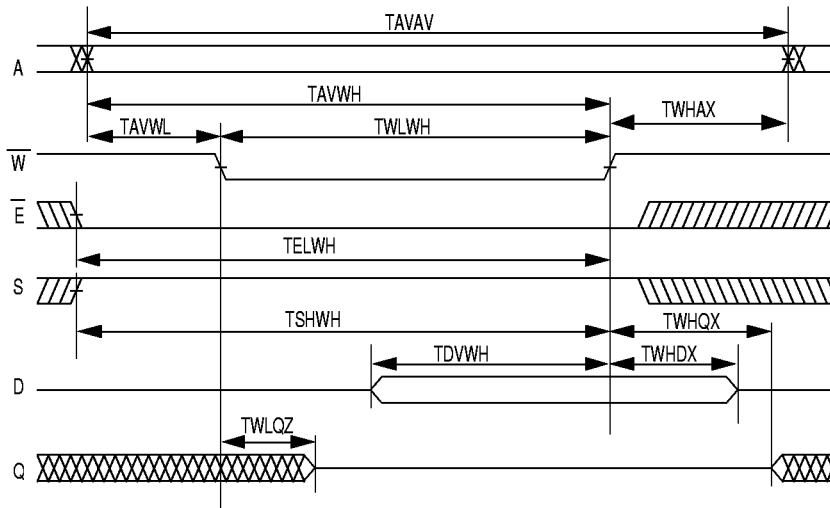 TAVAV
A
TAVWH
TWHAX
TAVWL
TWLWH
W
E
TELWH
S
TSHWH
TWHQX
TDVWH
TWHDX
D
TWLQZ
Q